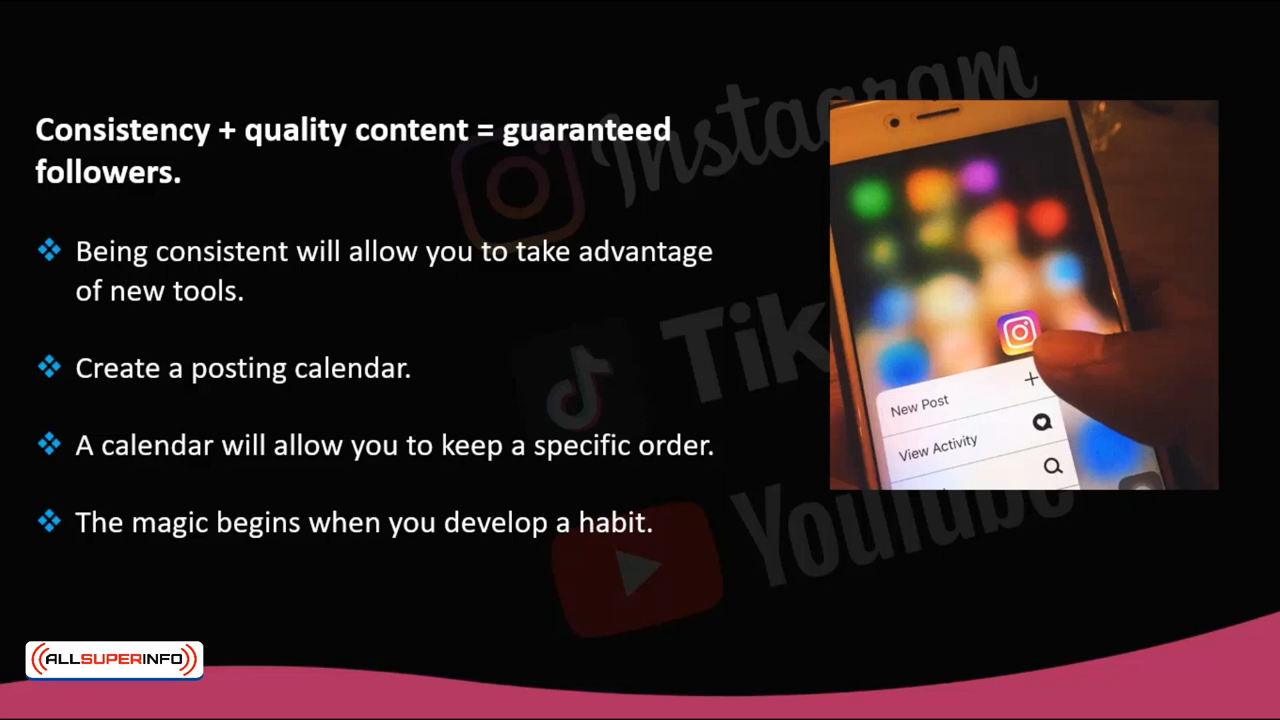 Consistency + quality content = guaranteed
followers.
Being consistent will allow you to take advantage
of new tools.
Create a posting calendar.
A calendar will allow you to keep a specific order.
The magic begins when you develop a habit.
Instagram
TikT
YouTube
New Post
View Activity
ALLSUPERINFO